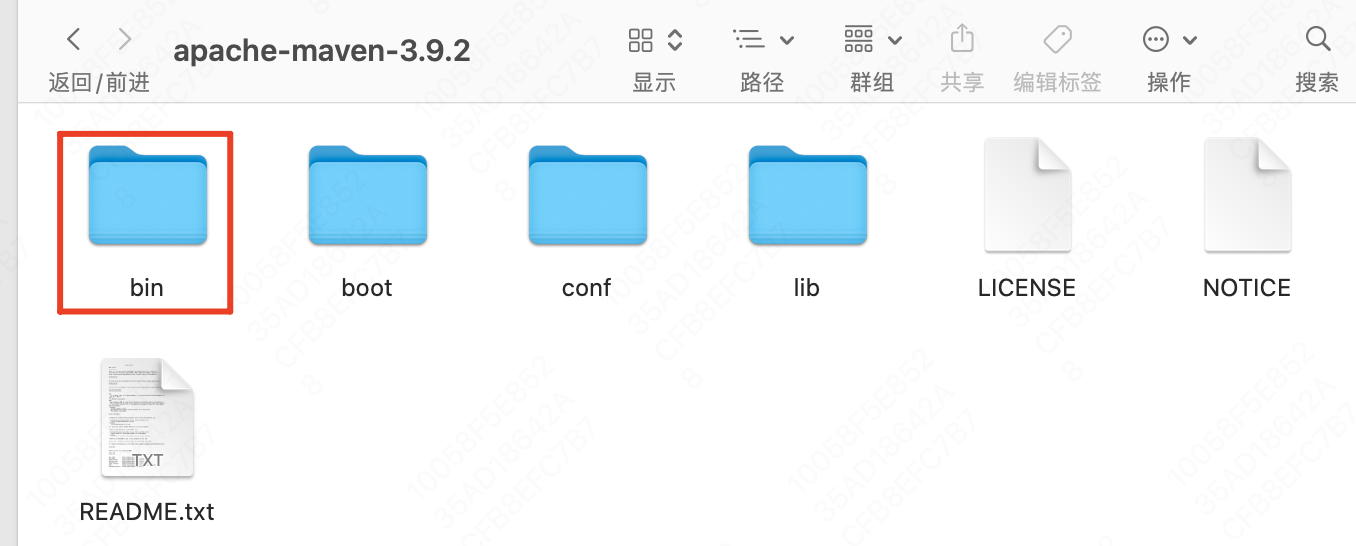 apache-maven-3.9.2
返回/前进
显示
路径
群组
共享
编辑标签
操作
搜索
bin
boot
conf
lib
LICENSE
NOTICE
TXT
README.txt
10058F5E852
35AD18642A
CFB8EFC7B7
8